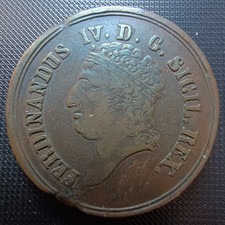 FERDINANDUS IV. D. G. SICIL. REX.